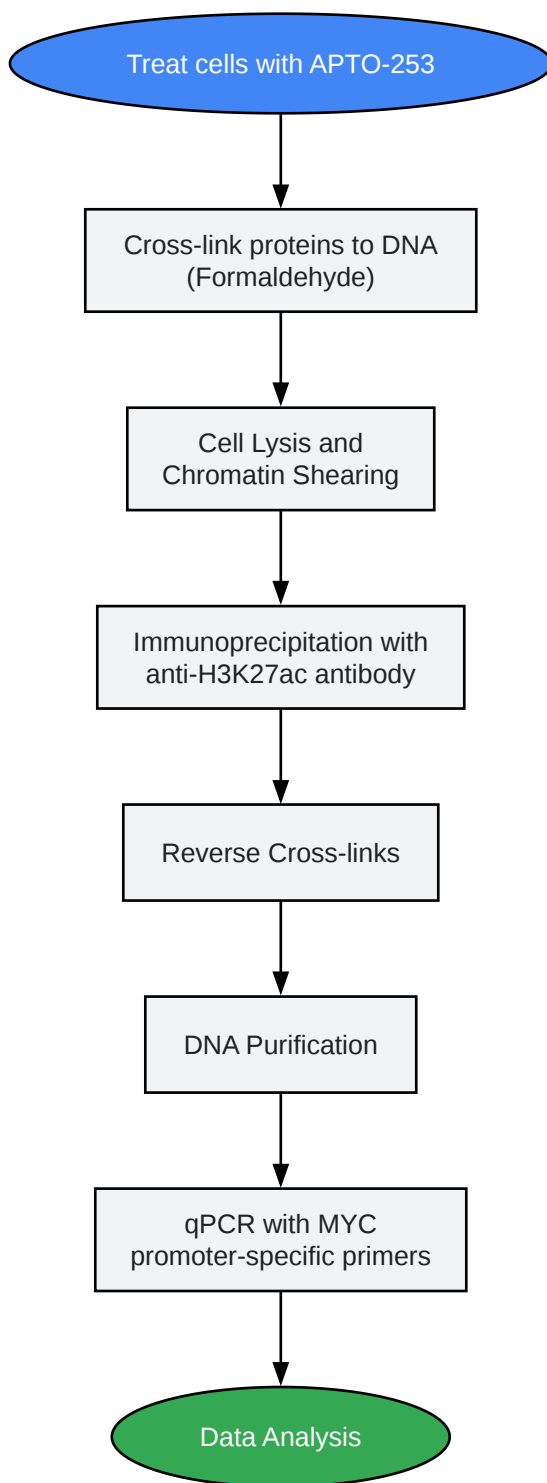 Treat cells with APTO-253
Cross-link proteins to DNA
(Formaldehyde)
Cell Lysis and
Chromatin Shearing
Immunoprecipitation with
anti-H3K27ac antibody
Reverse Cross-links
DNA Purification
qPCR with MYC
promoter-specific primers
Data Analysis